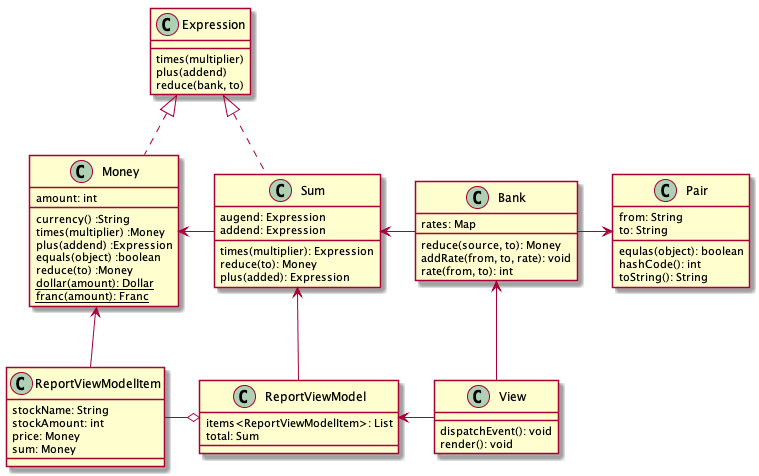 C Expression
times(multiplier)
plus(addend)
reduce(bank, to)
C Money
amount: int
currency() :String
times(multiplier) :Money
plus(addend) :Expression
equals(object) :boolean
reduce(to) :Money
dollar(amount): Dollar
franc(amount): Franc
C Sum
augend: Expression
addend: Expression
times(multiplier): Expression
reduce(to): Money
plus(added): Expression
C Bank
rates: Map
reduce(source, to): Money
addRate(from, to, rate): void
rate(from, to): int
C Pair
from: String
to: String
equlas(object): boolean
hashCode(): int
toString(): String
C ReportViewModelItem
stockName: String
stockAmount: int
price: Money
sum: Money
C ReportViewModel
items<ReportViewModelItem>: List
total: Sum
C View
dispatchEvent(): void
render(): void